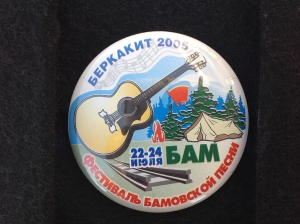 БЕРКАКИТ 2005
22-24
ИЮЛЯ
БАМ
ФЕСТИВАЛЬ БАМОВСКОЙ ПЕСНИ